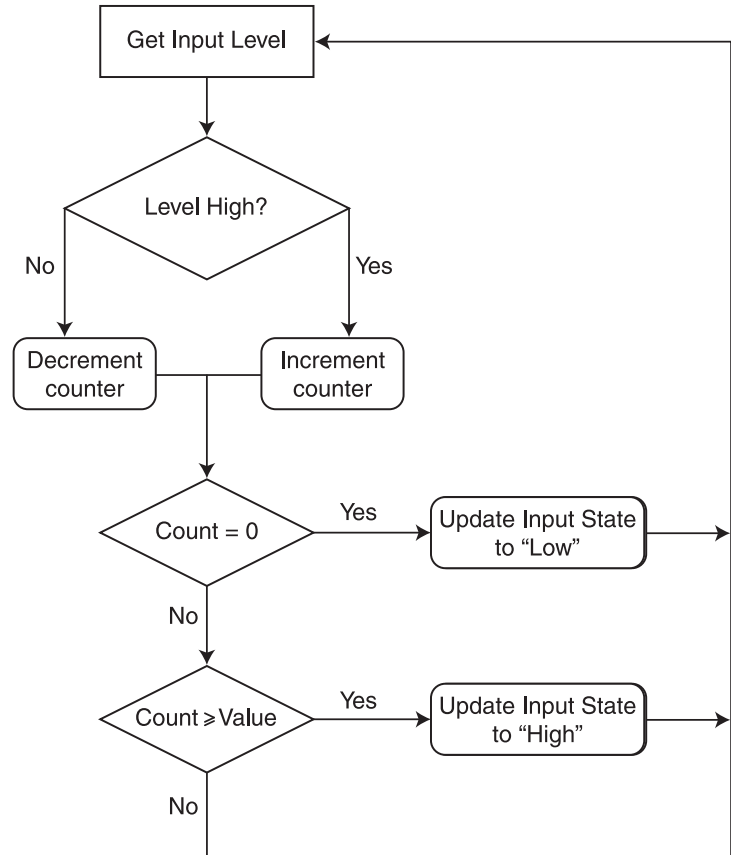 Get Input Level
Level High?
No
Yes
Decrement
counter
Increment
counter
Count = 0
Yes
Update Input State
to “Low”
No
Count ⩾ Value
Yes
Update Input State
to “High”
No